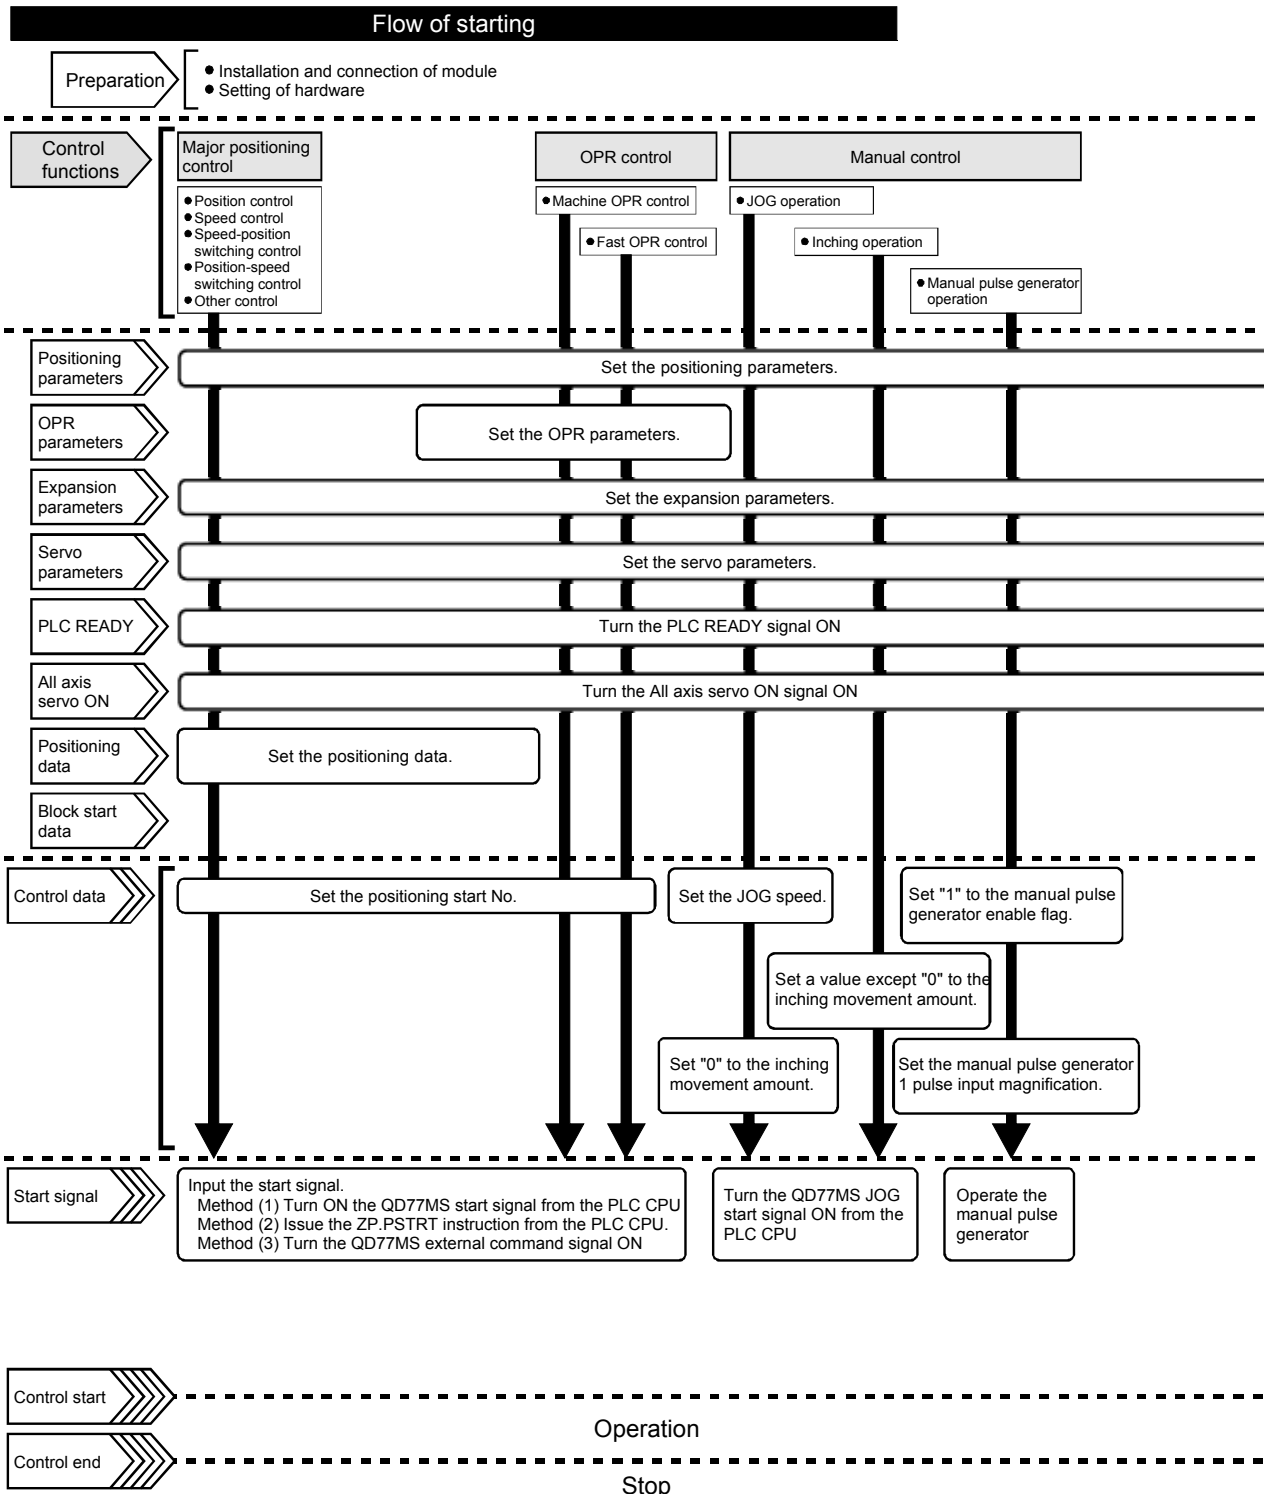 Flow of starting
Preparation
● Installation and connection of module
● Setting of hardware
Control
functions
Major positioning
control
OPR control
Manual control
● Position control
● Speed control
● Speed-position
switching control
● Position-speed
switching control
● Other control
● Machine OPR control
● Fast OPR control
● JOG operation
● Inching operation
● Manual pulse generator
operation
Positioning
parameters
Set the positioning parameters.
OPR
parameters
Set the OPR parameters.
Expansion
parameters
Set the expansion parameters.
Servo
parameters
Set the servo parameters.
PLC READY
Turn the PLC READY signal ON
All axis
servo ON
Turn the All axis servo ON signal ON
Positioning
data
Set the positioning data.
Block start
data
Control data
Set the positioning start No.
Set the JOG speed.
Set "1" to the manual pulse
generator enable flag.
Set a value except "0" to the
inching movement amount.
Set "0" to the inching
movement amount.
Set the manual pulse generator
1 pulse input magnification.
Start signal
Input the start signal.
Method (1) Turn ON the QD77MS start signal from the PLC CPU
Method (2) Issue the ZP.PSTRT instruction from the PLC CPU.
Method (3) Turn the QD77MS external command signal ON
Turn the QD77MS JOG
start signal ON from the
PLC CPU
Operate the
manual pulse
generator
Control start
Operation
Control end
Stop